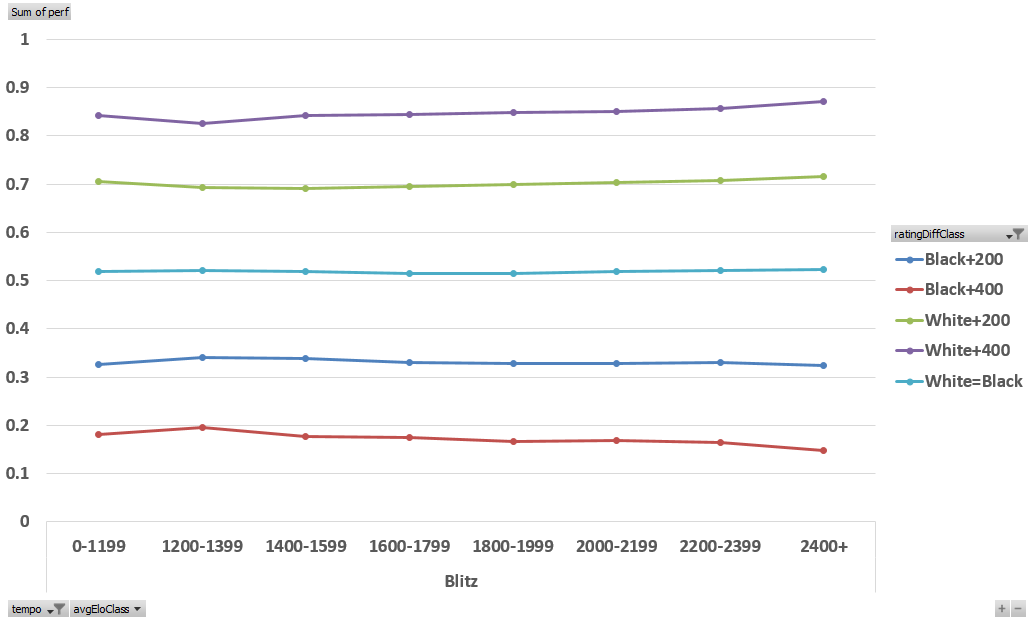 Sum of perf
1
0.9
0.8
0.7
0.6
0.5
0.4
0.3
0.2
0.1
0
0-1199 1200-1399 1400-1599 1600-1799 1800-1999 2000-2199 2200-2399 2400+
Blitz
ratingDiffClass
Black+200
Black+400
White+200
White+400
White=Black
tempo avgEloClass
+ −